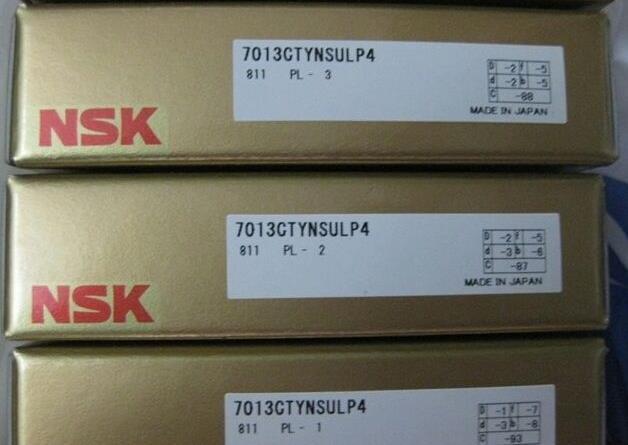 7013CTYNSULP4
811 PL - 3
D -2 f -5
d -2 b -5
C -88
MADE IN JAPAN
NSK
7013CTYNSULP4
811 PL - 2
D -2 f -5
d -3 b -6
C -87
MADE IN JAPAN
NSK
7013CTYNSULP4
811 PL - 1
D -1 f -7
d -3 b -8
C -93